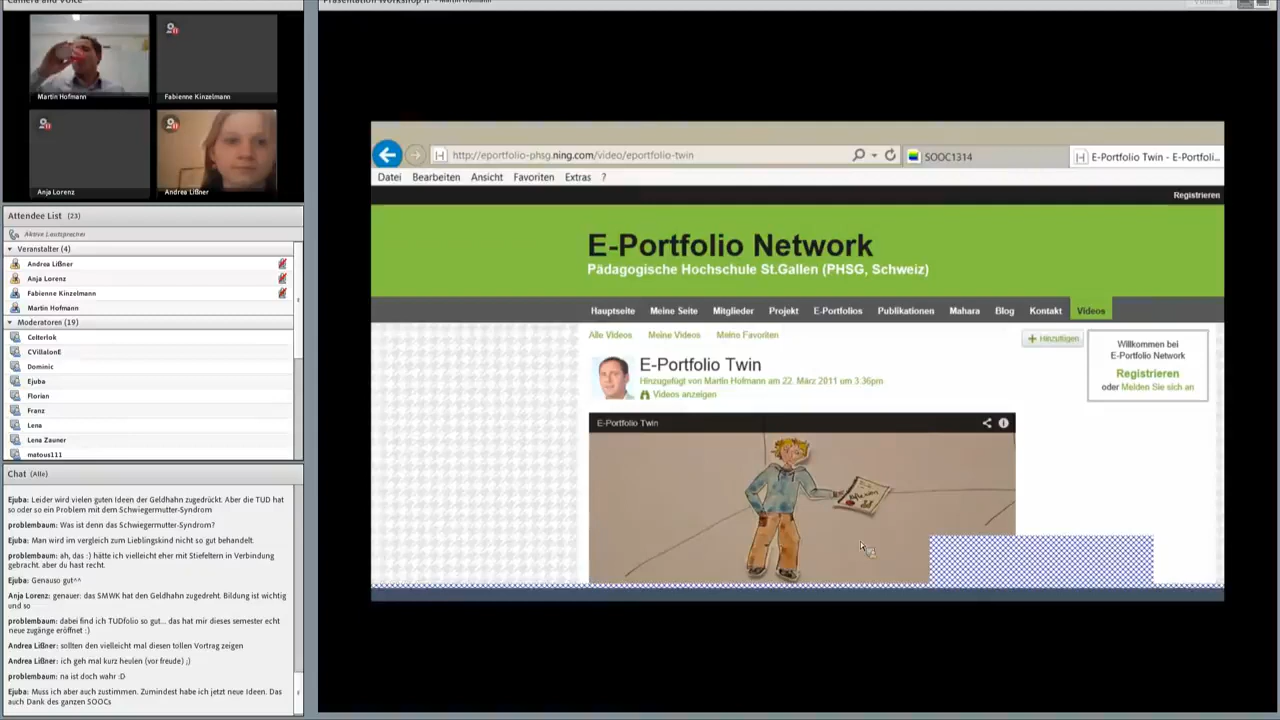 Camera and Voice
Martin Hofmann
Fabienne Kinzelmann
Anja Lorenz
Andrea Lißner
Attendee List (23)
Aktive Lautsprecher
Veranstalter (4)
Andrea Lißner
Anja Lorenz
Fabienne Kinzelmann
Martin Hofmann
Moderatoren (19)
Celterlok
CVillalonE
Dominic
Ejuba
Florian
Franz
Lena
Lena Zauner
matous111
Chat (Alle)
Ejuba: Leider wird vielen guten Ideen der Geldhahn zugedrückt. Aber die TUD hat
so oder so ein Problem mit dem Schwiegermutter-Syndrom
problembaum: Was ist denn das Schwiegermutter-Syndrom?
Ejuba: Man wird im vergleich zum Lieblingskind nicht so gut behandelt.
problembaum: ah, das :) hätte ich vielleicht eher mit Stiefeltern in Verbindung
gebracht. aber du hast recht.
Ejuba: Genauso gut^^
Anja Lorenz: genauer: das SMWK hat den Geldhahn zugedreht. Bildung ist wichtig
und so
problembaum: dabei find ich TUDfolio so gut... das hat mir dieses semester echt
neue zugänge eröffnet :)
Andrea Lißner: sollten den vielleicht mal diesen tollen Vortrag zeigen
Andrea Lißner: ich geh mal kurz heulen (vor freude) ;)
problembaum: na ist doch wahr :D
Ejuba: Muss ich aber auch zustimmen. Zumindest habe ich jetzt neue Ideen. Das
auch Dank des ganzen SOOCs
Präsentation Workshop II - Martin Hofmann
http://eportfolio-phsg.ning.com/video/eportfolio-twin
SOOC1314
E-Portfolio Twin - E-Portfoli...
Datei Bearbeiten Ansicht Favoriten Extras ?
Registrieren
E-Portfolio Network
Pädagogische Hochschule St.Gallen (PHSG, Schweiz)
Hauptseite Meine Seite Mitglieder Projekt E-Portfolios Publikationen Mahara Blog Kontakt Videos
Alle Videos Meine Videos Meine Favoriten
+ Hinzufügen
E-Portfolio Twin
Hinzugefügt von Martin Hofmann am 22. März 2011 um 3.36pm
Videos anzeigen
Willkommen bei
E-Portfolio Network
Registrieren
oder Melden Sie sich an
E-Portfolio Twin